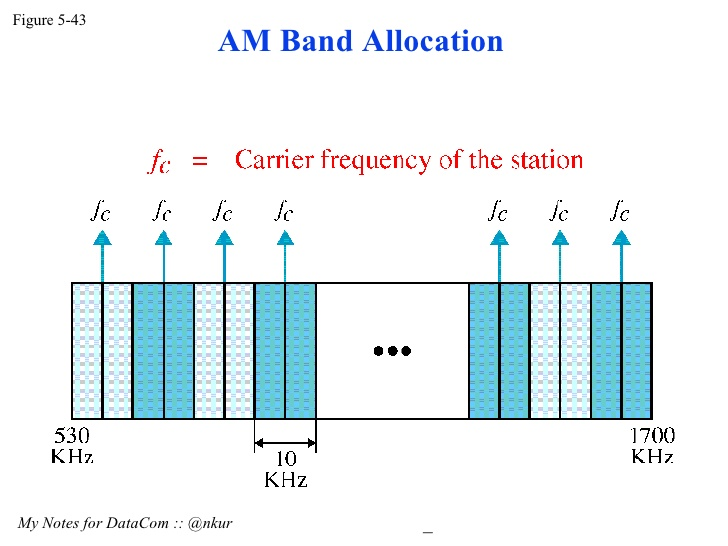 Figure 5-43
AM Band Allocation
fc = Carrier frequency of the station
fc fc fc fc fc fc fc
•••
530 KHz
10 KHz
1700 KHz
My Notes for DataCom :: @nkur
_